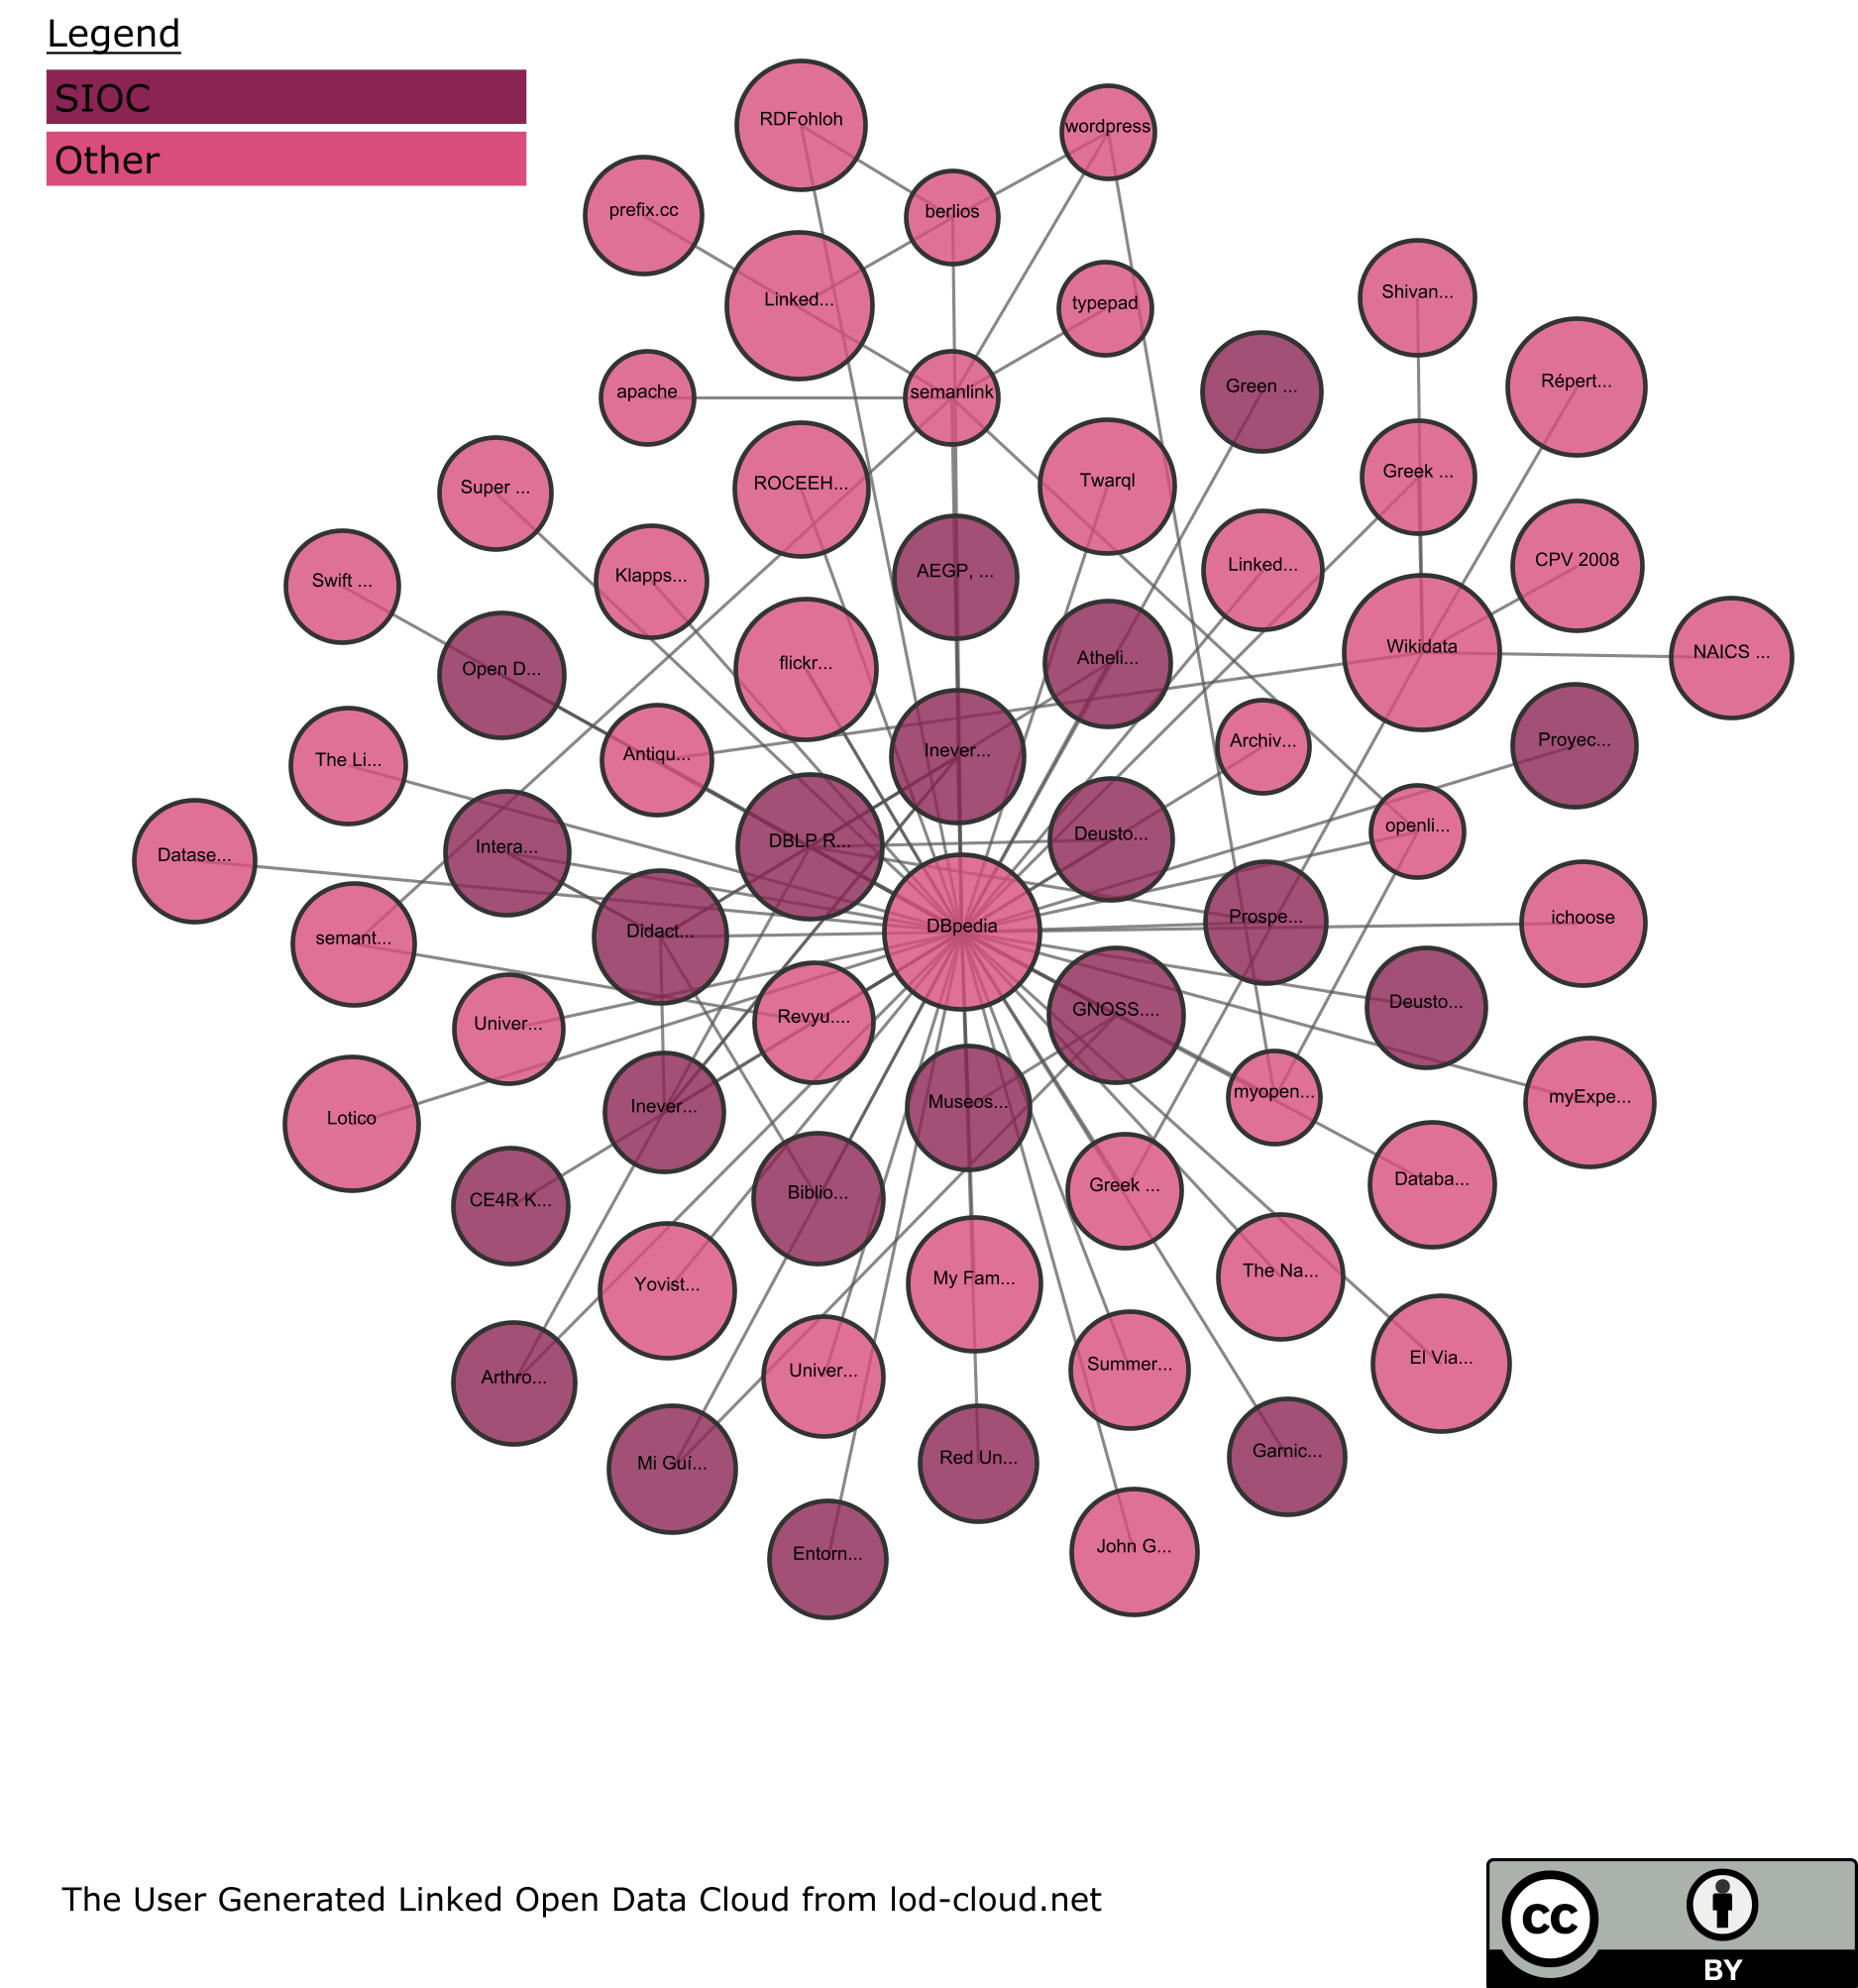 Legend
SIOC
Other
RDFohloh
wordpress
prefix.cc
berlios
Linked...
typepad
Shivan...
apache
semanlink
Green ...
Répert...
Super ...
ROCEEH...
Twarql
Greek ...
Swift ...
Klapps...
AEGP, ...
Linked...
CPV 2008
Open D...
flickr...
Atheli...
Wikidata
NAICS ...
The Li...
Antiqu...
Inever...
Archiv...
Proyec...
Datase...
Intera...
DBLP R...
Deusto...
openli...
semant...
Didact...
DBpedia
Prospe...
ichoose
Univer...
Revyu....
GNOSS....
Deusto...
Lotico
Inever...
Museos...
myopen...
myExpe...
CE4R K...
Biblio...
Greek ...
Databa...
Yovist...
My Fam...
The Na...
Arthro...
Univer...
Summer...
El Via...
Mi Guí...
Red Un...
Garnic...
Entorn...
John G...
The User Generated Linked Open Data Cloud from lod-cloud.net
cc
BY